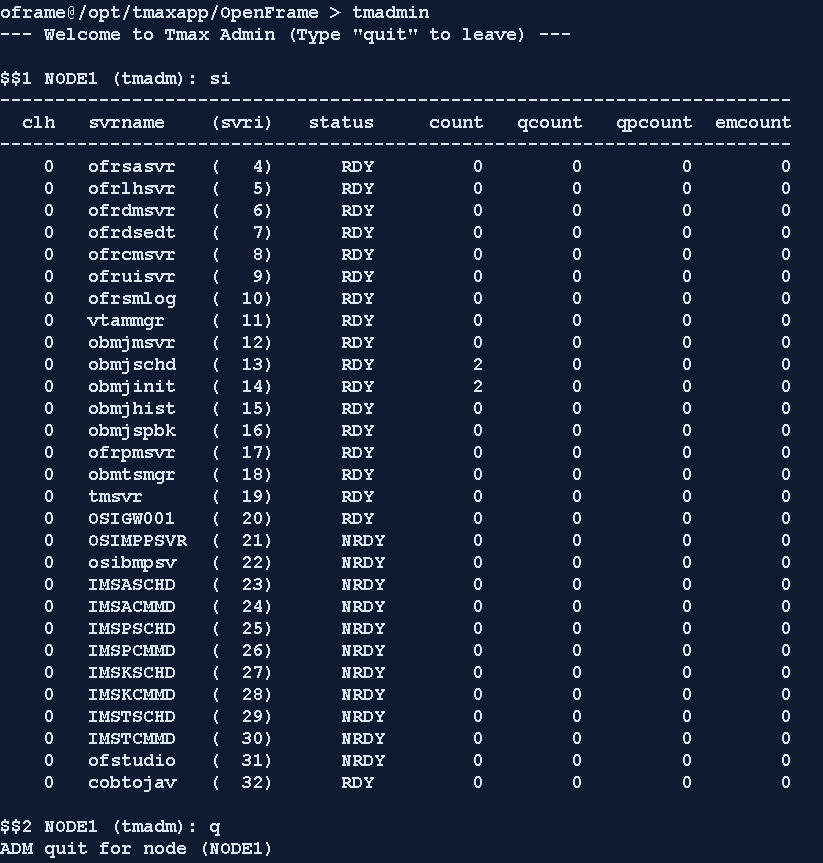 oframe@/opt/tmaxapp/OpenFrame > tmadmin
--- Welcome to Tmax Admin (Type "quit" to leave) ---
$$1 NODE1 (tmadm): si
------------------------------------------------------------------------
clh svrname (svri) status count qcount qpcount emcount
------------------------------------------------------------------------
0 ofrsasvr ( 4) RDY 0 0 0 0
0 ofrlhsvr ( 5) RDY 0 0 0 0
0 ofrdmsvr ( 6) RDY 0 0 0 0
0 ofrdsedt ( 7) RDY 0 0 0 0
0 ofrcmsvr ( 8) RDY 0 0 0 0
0 ofruisvr ( 9) RDY 0 0 0 0
0 ofrsmlog ( 10) RDY 0 0 0 0
0 vtammgr ( 11) RDY 0 0 0 0
0 obmjmsvr ( 12) RDY 0 0 0 0
0 obmjschd ( 13) RDY 2 0 0 0
0 obmjinit ( 14) RDY 2 0 0 0
0 obmjhist ( 15) RDY 0 0 0 0
0 obmjspbk ( 16) RDY 0 0 0 0
0 ofrpmsvr ( 17) RDY 0 0 0 0
0 obmtsmgr ( 18) RDY 0 0 0 0
0 tmsvr ( 19) RDY 0 0 0 0
0 OSIGW001 ( 20) RDY 0 0 0 0
0 OSIMPPSVR ( 21) NRDY 0 0 0 0
0 osibmpsv ( 22) NRDY 0 0 0 0
0 IMSASCHD ( 23) NRDY 0 0 0 0
0 IMSACMMD ( 24) NRDY 0 0 0 0
0 IMSPSCHD ( 25) NRDY 0 0 0 0
0 IMSPCMMD ( 26) NRDY 0 0 0 0
0 IMSKSCHD ( 27) NRDY 0 0 0 0
0 IMSKCMMD ( 28) NRDY 0 0 0 0
0 IMSTSCHD ( 29) NRDY 0 0 0 0
0 IMSTCMMD ( 30) NRDY 0 0 0 0
0 ofstudio ( 31) NRDY 0 0 0 0
0 cobtojav ( 32) RDY 0 0 0 0
$$2 NODE1 (tmadm): q
ADM quit for node (NODE1)